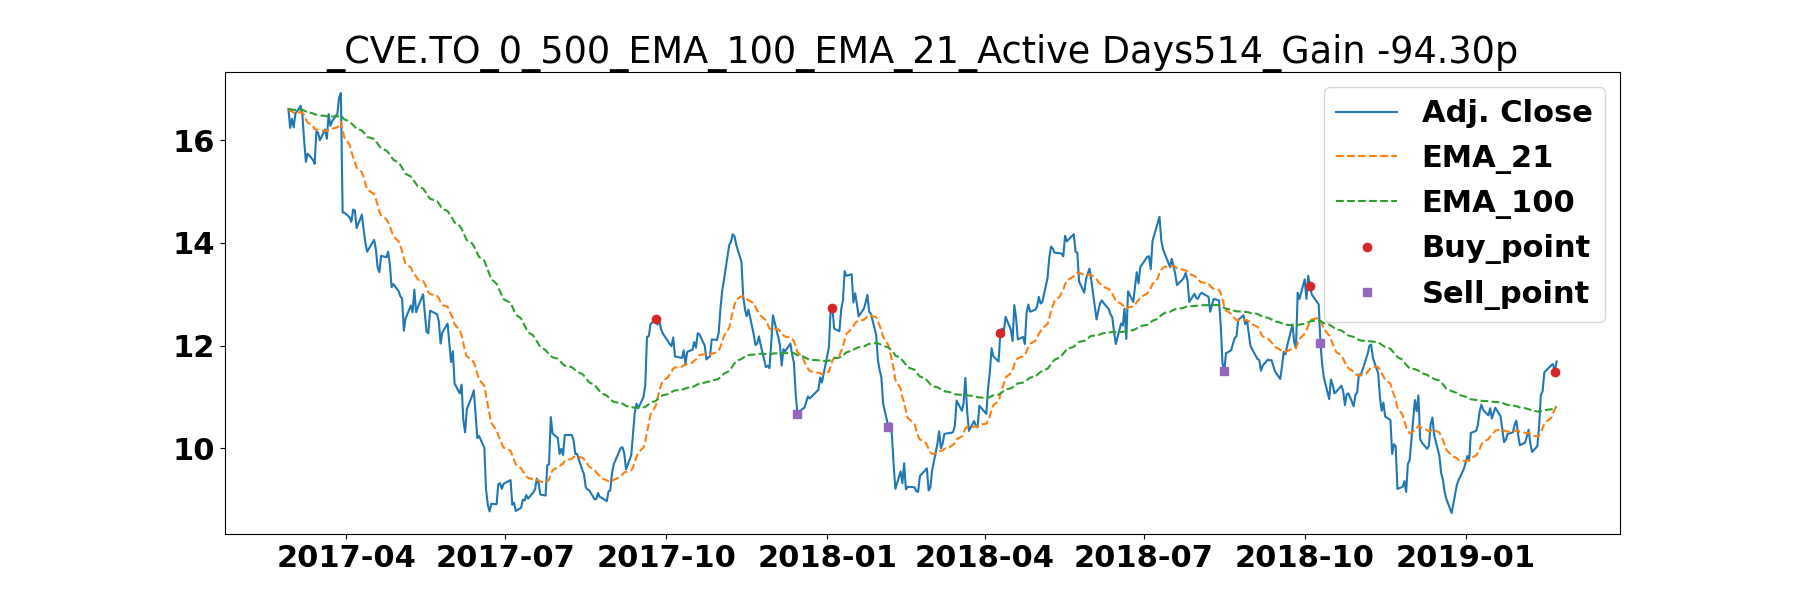 _CVE.TO_0_500_EMA_100_EMA_21_Active Days514_Gain -94.30p
Adj. Close
EMA_21
EMA_100
Buy_point
Sell_point
16
14
12
10
2017-04 2017-07 2017-10 2018-01 2018-04 2018-07 2018-10 2019-01